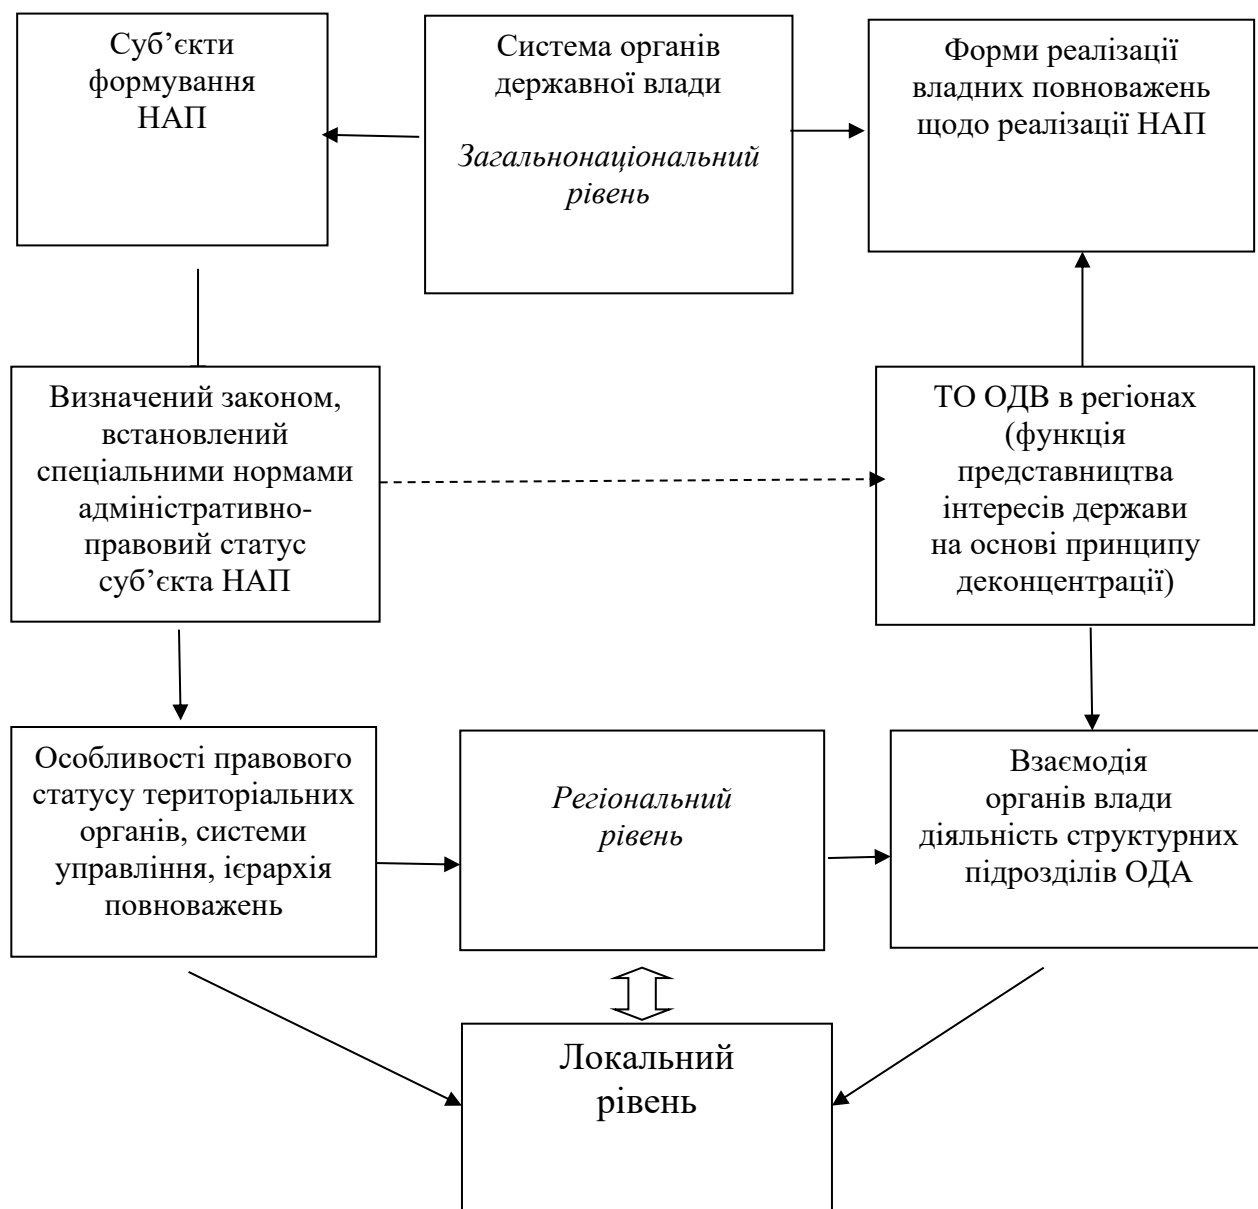 Суб’єкти
формування
НАП
Система органів
державної влади
Загальнонаціональний
рівень
Форми реалізації
владних повноважень
щодо реалізації НАП
Визначений законом,
встановлений
спеціальними нормами
адміністративно-
правовий статус
суб’єкта НАП
ТО ОДВ в регіонах
(функція
представництва
інтересів держави
на основі принципу
деконцентрації)
Особливості правового
статусу територіальних
органів, системи
управління, ієрархія
повноважень
Регіональний
рівень
Взаємодія
органів влади
діяльність структурних
підрозділів ОДА
Локальний
рівень